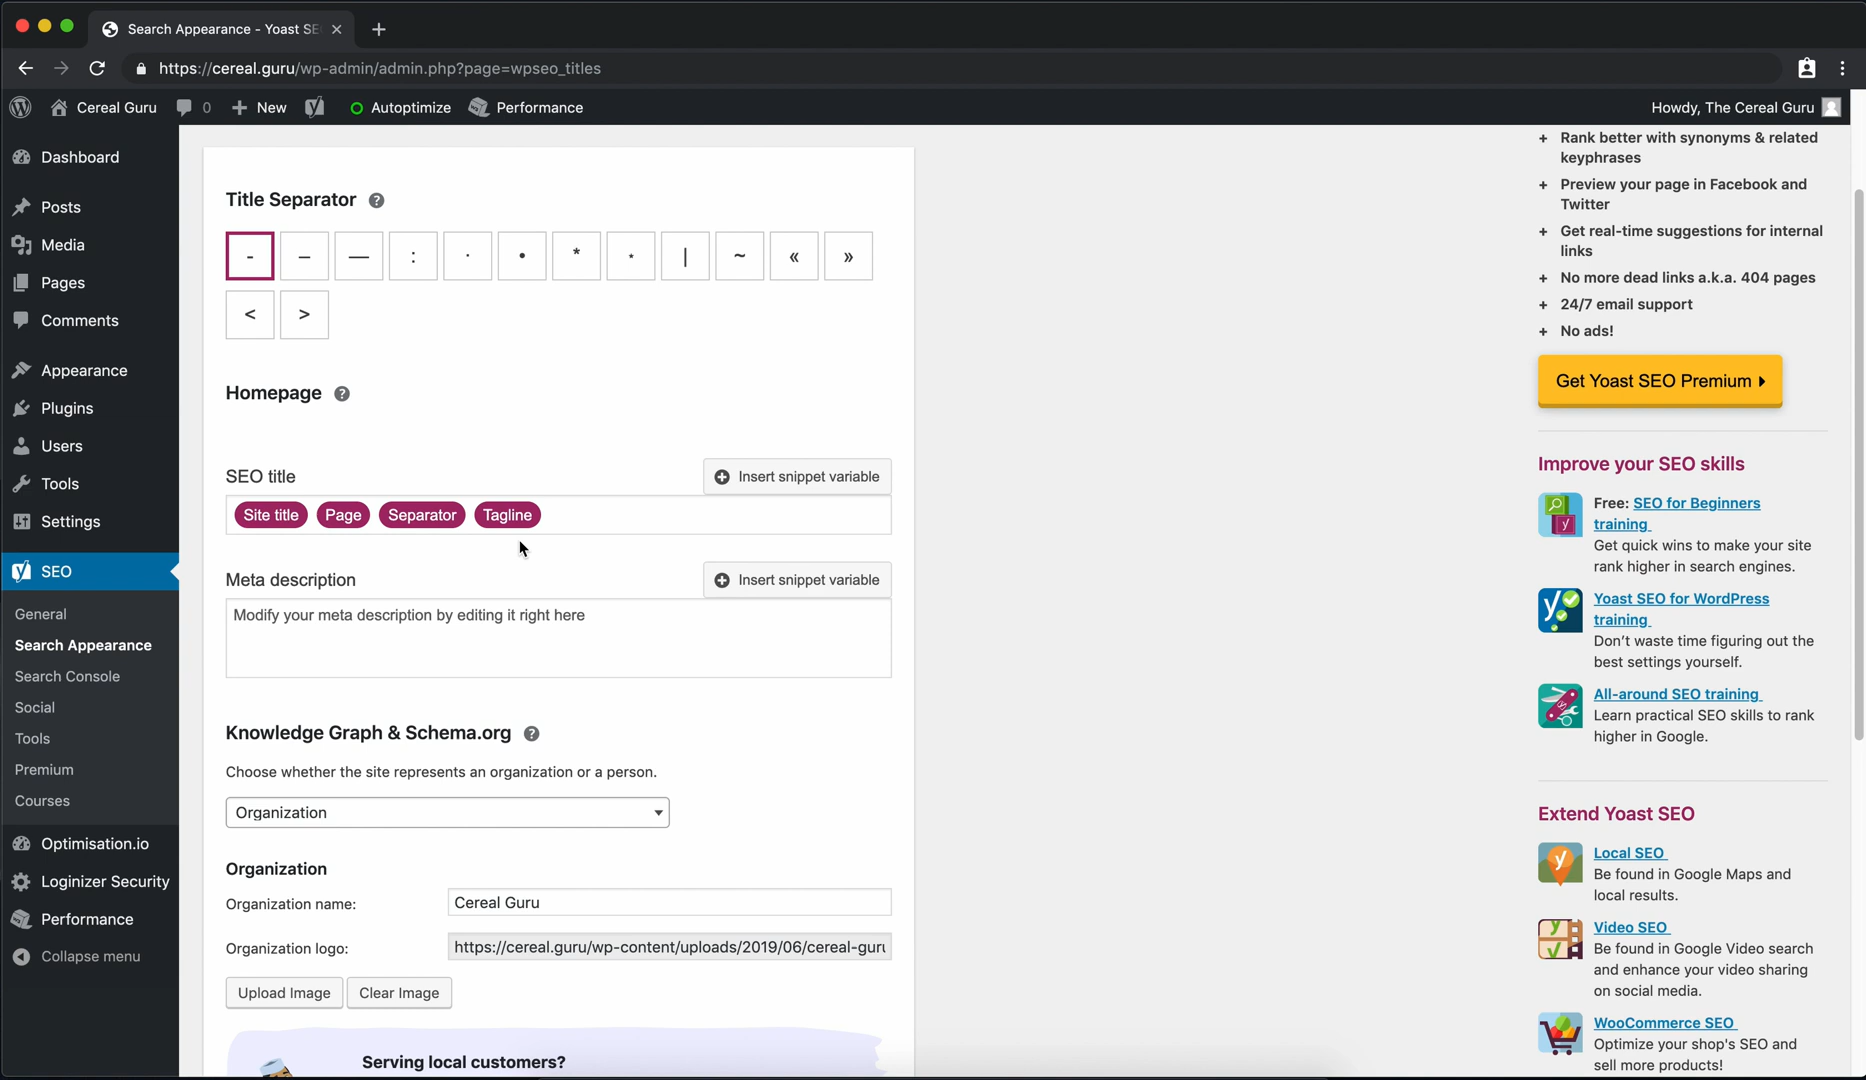 Search Appearance - Yoast SE
https://cereal.guru/wp-admin/admin.php?page=wpseo_titles
Cereal Guru
0
New
Autoptimize
Performance
Howdy, The Cereal Guru
Dashboard
Posts
Media
Pages
Comments
Appearance
Plugins
Users
Tools
Settings
SEO
General
Search Appearance
Search Console
Social
Tools
Premium
Courses
Optimisation.io
Loginizer Security
Performance
Collapse menu
Title Separator ?
- – — : · • * ⋆ | ~ « »
< >
Homepage ?
SEO title
Insert snippet variable
Site title Page Separator Tagline
Meta description
Insert snippet variable
Modify your meta description by editing it right here
Knowledge Graph & Schema.org ?
Choose whether the site represents an organization or a person.
Organization
Organization
Organization name:
Cereal Guru
Organization logo:
https://cereal.guru/wp-content/uploads/2019/06/cereal-guru
Upload Image
Clear Image
Serving local customers?
+ Rank better with synonyms & related
keyphrases
+ Preview your page in Facebook and
Twitter
+ Get real-time suggestions for internal
links
+ No more dead links a.k.a. 404 pages
+ 24/7 email support
+ No ads!
Get Yoast SEO Premium
Improve your SEO skills
Free: SEO for Beginners
training
Get quick wins to make your site
rank higher in search engines.
Yoast SEO for WordPress
training
Don't waste time figuring out the
best settings yourself.
All-around SEO training
Learn practical SEO skills to rank
higher in Google.
Extend Yoast SEO
Local SEO
Be found in Google Maps and
local results.
Video SEO
Be found in Google Video search
and enhance your video sharing
on social media.
WooCommerce SEO
Optimize your shop's SEO and
sell more products!